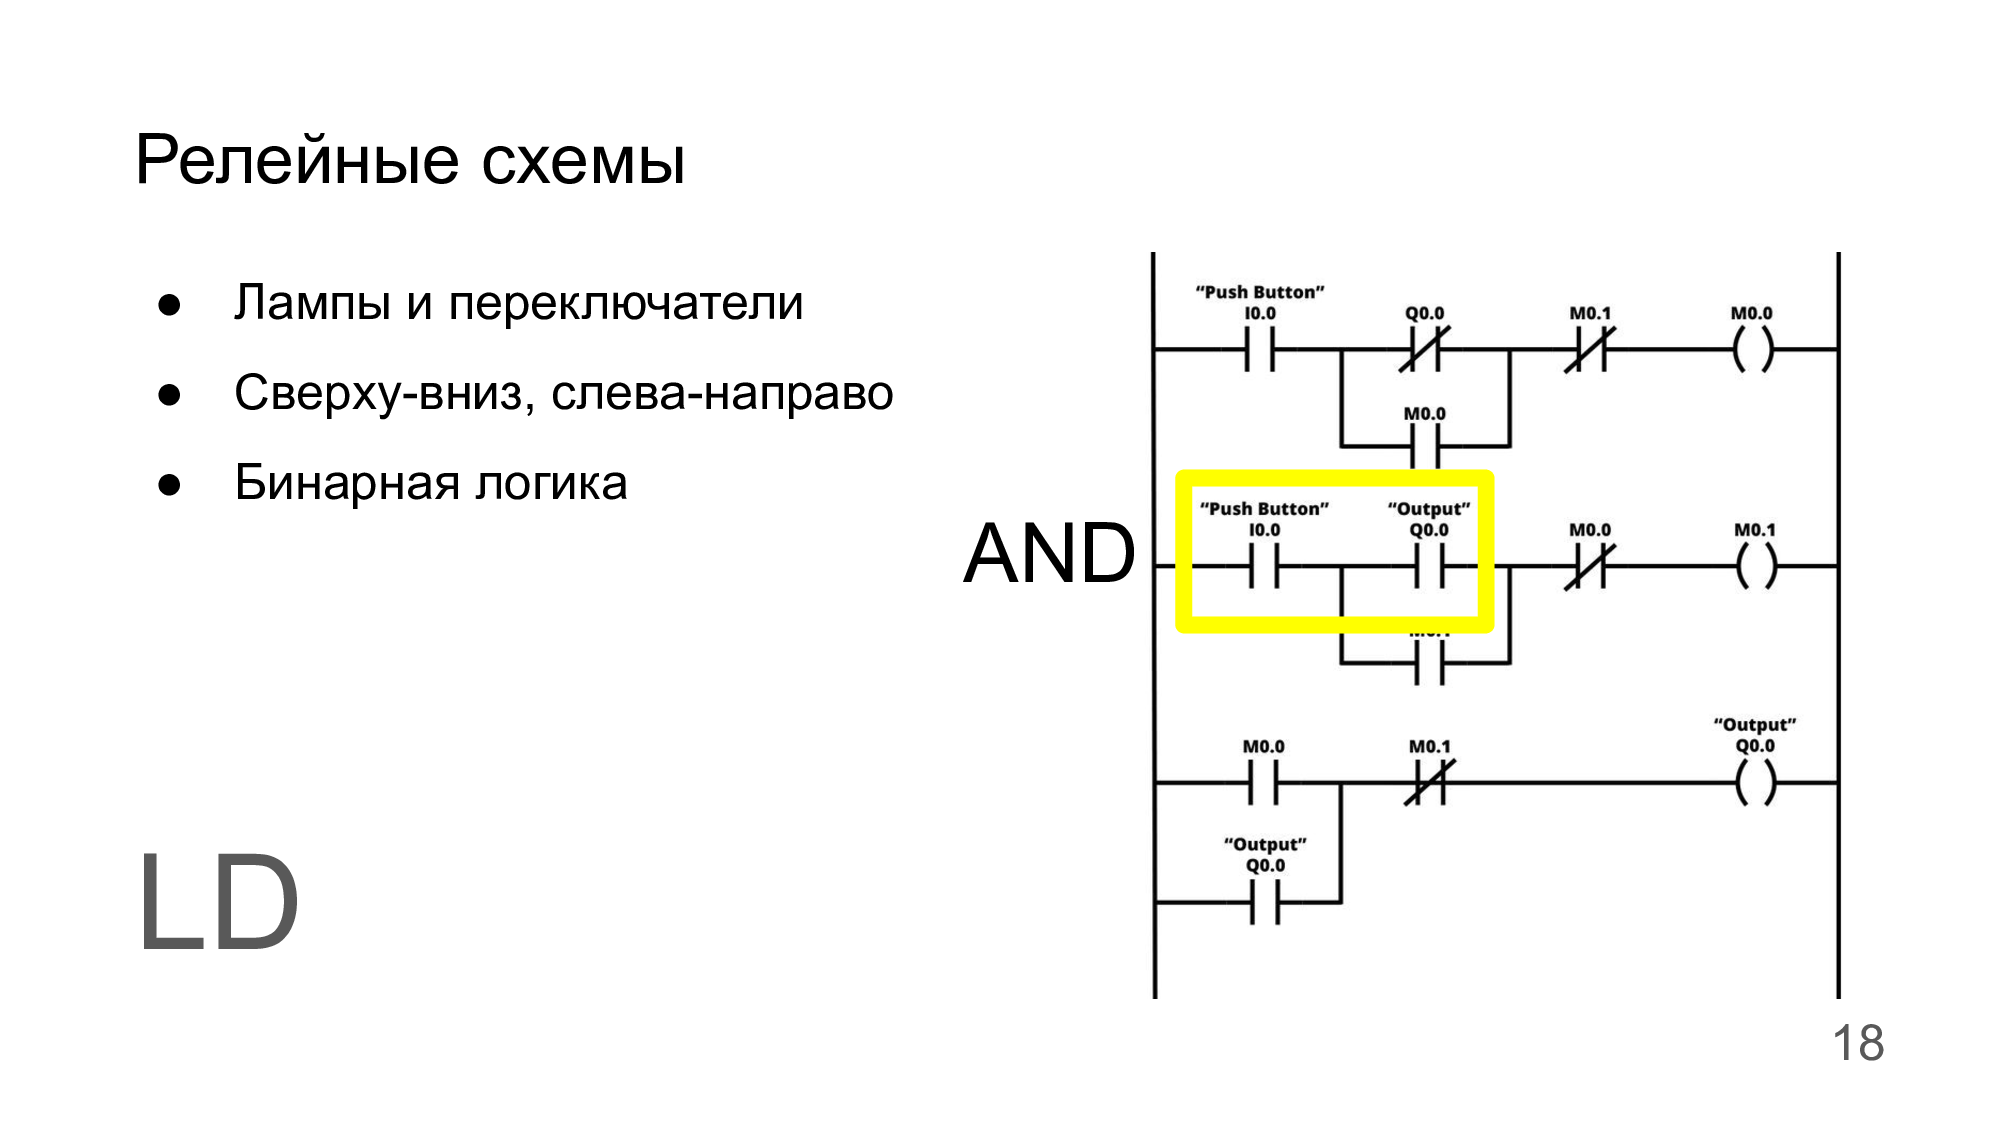 Релейные схемы
● Лампы и переключатели
● Сверху-вниз, слева-направо
● Бинарная логика
LD
AND
“Push Button”
I0.0 Q0.0 M0.1 M0.0
M0.0
“Push Button” “Output”
I0.0 Q0.0 M0.0 M0.1
“Output”
M0.0 M0.1 Q0.0
“Output”
Q0.0
18